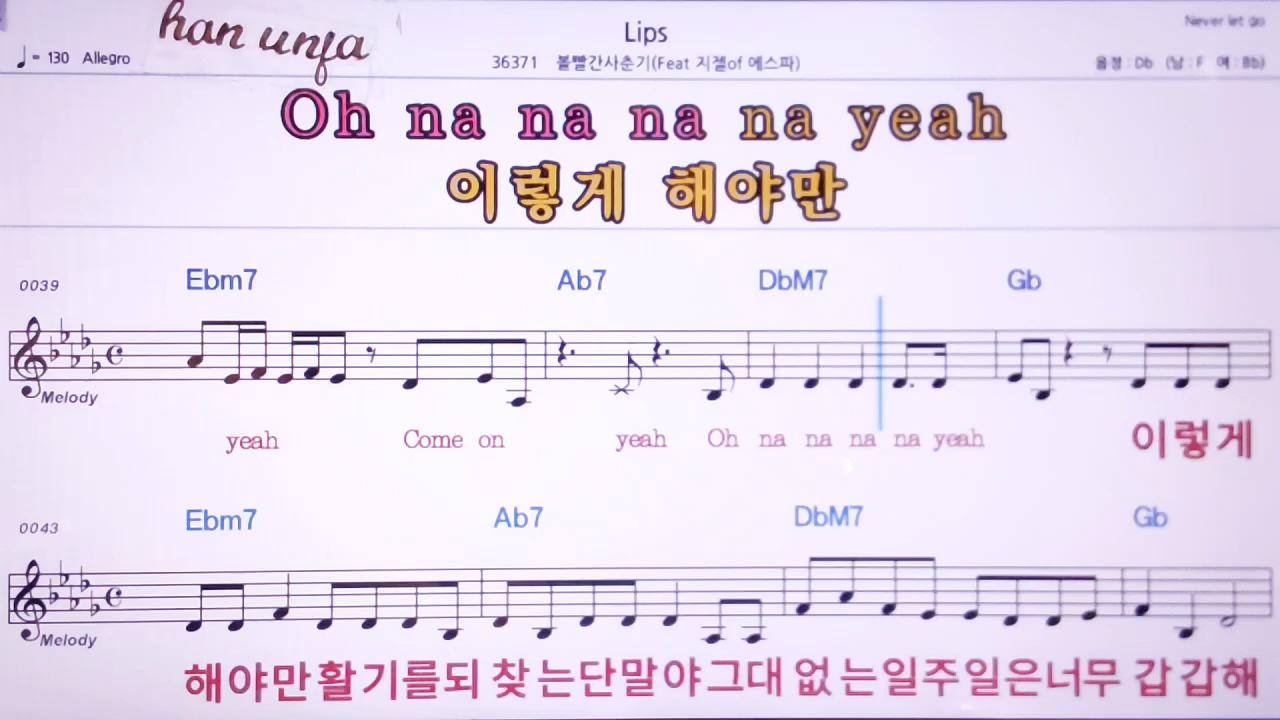 han unja
Lips
Never let go
♩= 130 Allegro
36371 볼빨간사춘기(Feat 지젤of 에스파)
음정 : Db (남 : F 여 : Bb)
Oh na na na na yeah
이렇게 해야만
0039 Ebm7 Ab7 DbM7 Gb
Melody
yeah Come on yeah Oh na na na na yeah 이렇게
0043 Ebm7 Ab7 DbM7 Gb
Melody
해야만활기를되 찾는단말야그대 없는일주일은너무 갑갑해